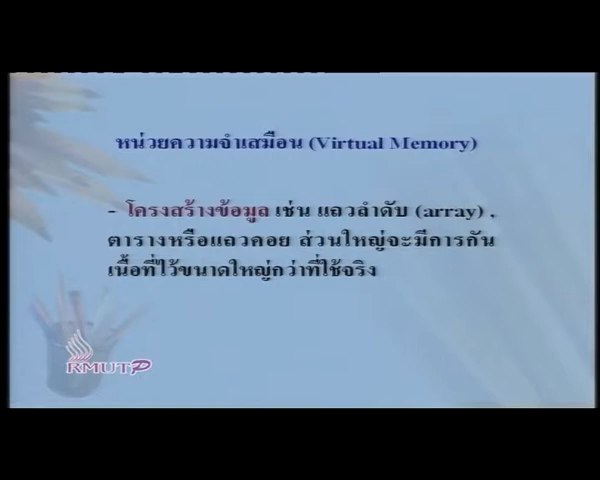 หน่วยความจำเสมือน (Virtual Memory)
- โครงสร้างข้อมูล เช่น แถวลำดับ (array) ,
ตารางหรือแถวคอย ส่วนใหญ่จะมีการกัน
เนื้อที่ไว้ขนาดใหญ่กว่าที่ใช้จริง
RMUTP